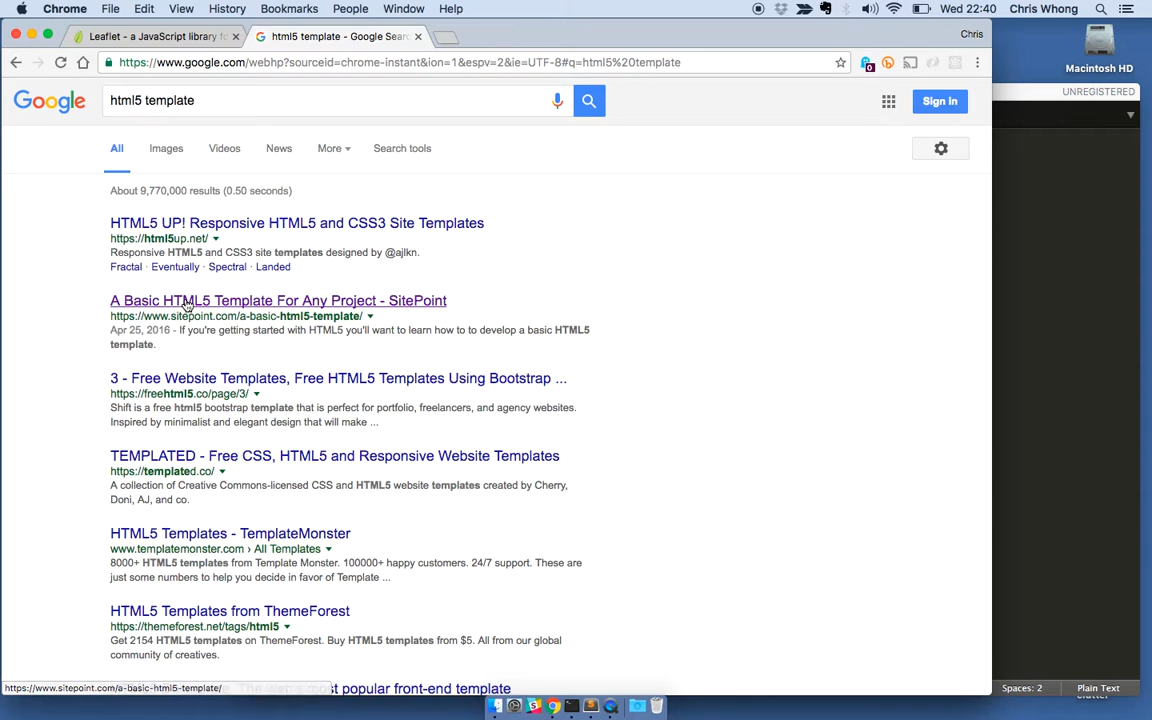 Chrome File Edit View History Bookmarks People Window Help Wed 22:40 Chris Whong
Leaflet - a JavaScript library fo
html5 template - Google Sear
Chris
Macintosh HD
https://www.google.com/webhp?sourceid=chrome-instant&ion=1&espv=2&ie=UTF-8#q=html5%20template
0
UNREGISTERED
Google
html5 template
Sign in
All Images Videos News More Search tools
About 9,770,000 results (0.50 seconds)
HTML5 UP! Responsive HTML5 and CSS3 Site Templates
https://html5up.net/
Responsive HTML5 and CSS3 site templates designed by @ajlkn.
Fractal · Eventually · Spectral · Landed
A Basic HTML5 Template For Any Project - SitePoint
https://www.sitepoint.com/a-basic-html5-template/
Apr 25, 2016 - If you're getting started with HTML5 you'll want to learn how to to develop a basic HTML5
template.
3 - Free Website Templates, Free HTML5 Templates Using Bootstrap ...
https://freehtml5.co/page/3/
Shift is a free html5 bootstrap template that is perfect for portfolio, freelancers, and agency websites.
Inspired by minimalist and elegant design that will make ...
TEMPLATED - Free CSS, HTML5 and Responsive Website Templates
https://templated.co/
A collection of Creative Commons-licensed CSS and HTML5 website templates created by Cherry,
Doni, AJ, and co.
HTML5 Templates - TemplateMonster
www.templatemonster.com › All Templates
8000+ HTML5 templates from Template Monster. 100000+ happy customers. 24/7 support. These are
just some numbers to help you decide in favor of Template ...
HTML5 Templates from ThemeForest
https://themeforest.net/tags/html5
Get 2154 HTML5 templates on ThemeForest. Buy HTML5 templates from $5. All from our global
community of creatives.
most popular front-end template
https://www.sitepoint.com/a-basic-html5-template/
Spaces: 2 Plain Text